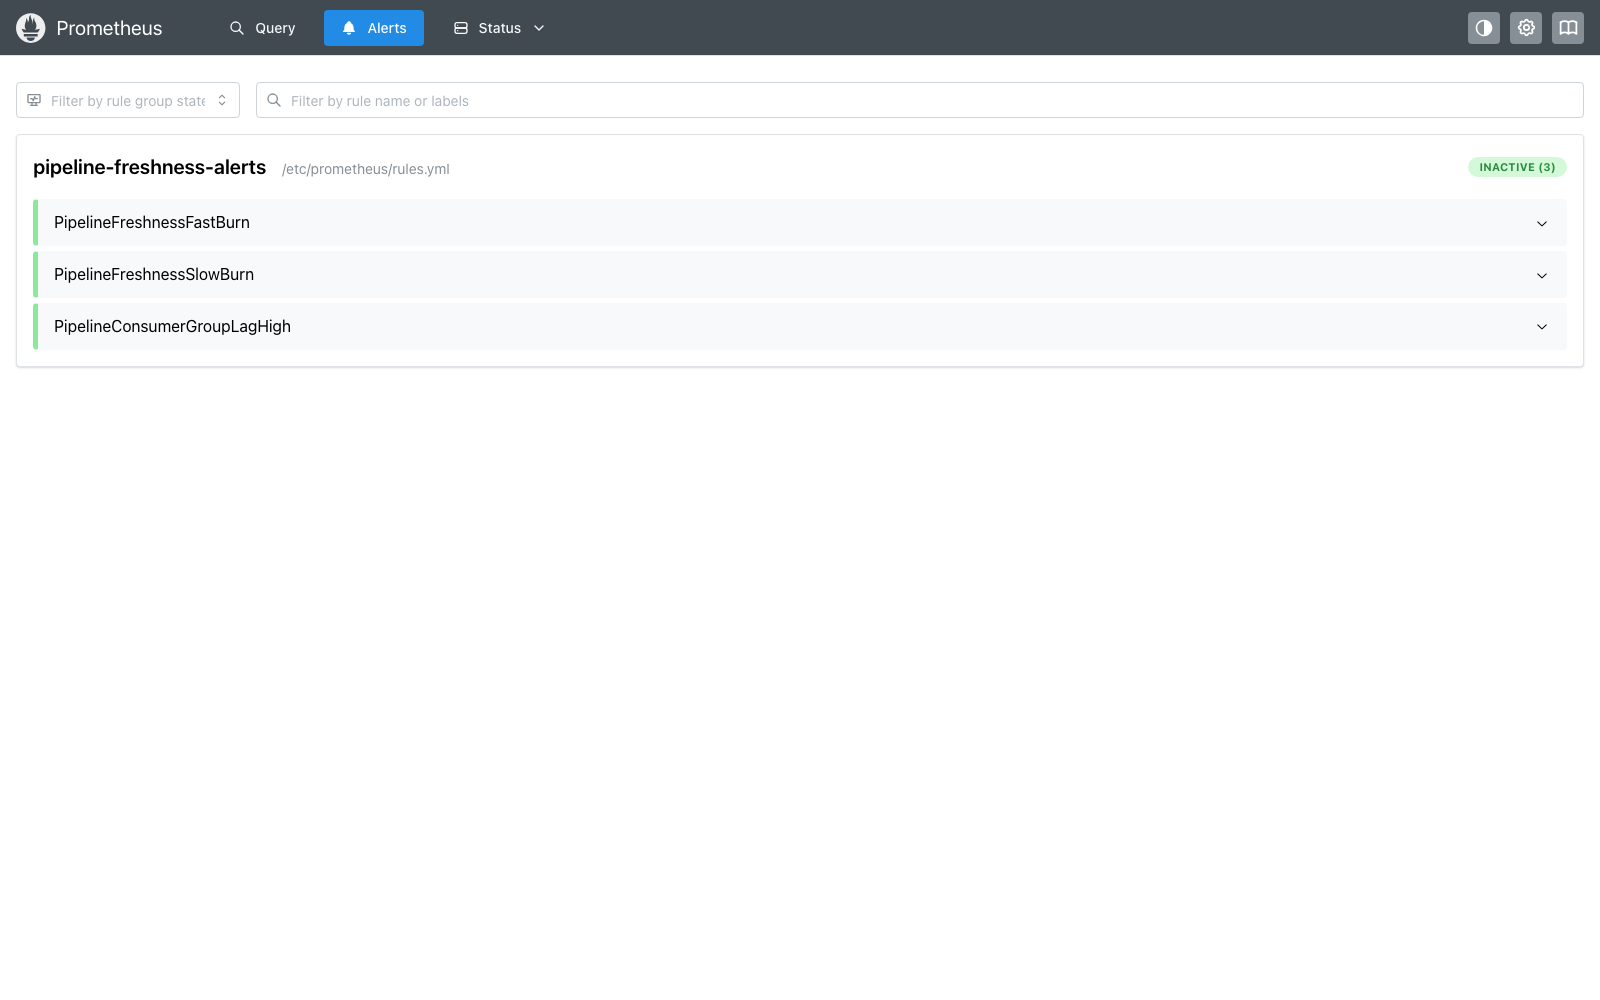 Prometheus
Query
Alerts
Status
Filter by rule group state
Filter by rule name or labels
pipeline-freshness-alerts /etc/prometheus/rules.yml
INACTIVE (3)
PipelineFreshnessFastBurn
PipelineFreshnessSlowBurn
PipelineConsumerGroupLagHigh